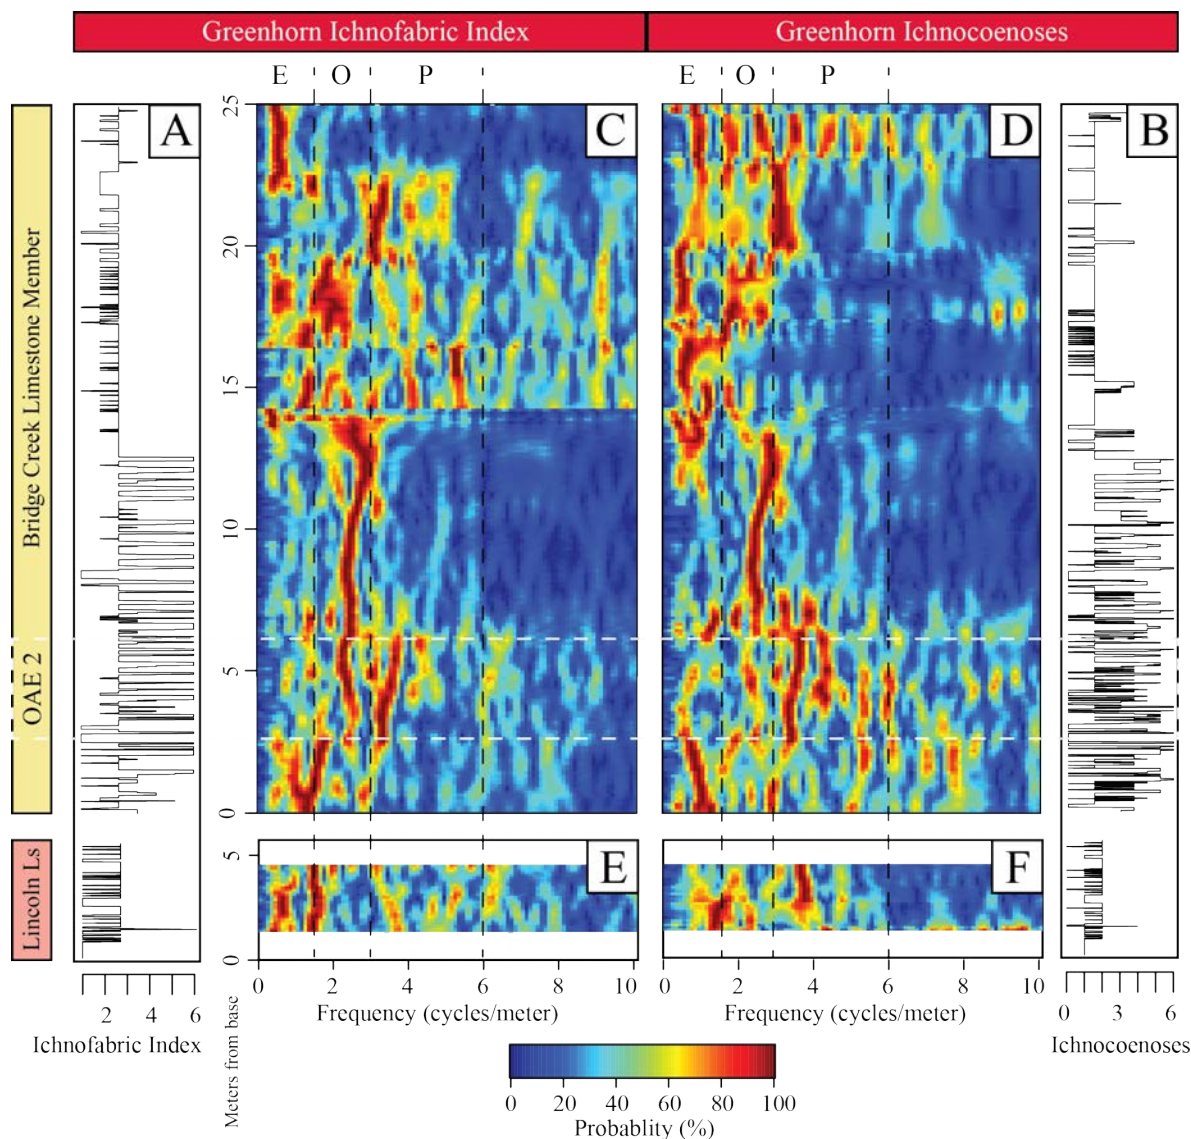 Greenhorn Ichnofabric Index
Greenhorn Ichnocoenoses
E O P
E O P
A
C
D
B
25
20
15
10
5
0
Bridge Creek Limestone Member
OAE 2
Lincoln Ls
E
F
5
0
2 4 6
Ichnofabric Index
Meters from base
0 2 4 6 8 10
Frequency (cycles/meter)
0 2 4 6 8 10
Frequency (cycles/meter)
0 3 6
Ichnocoenoses
0 20 40 60 80 100
Probablity (%)